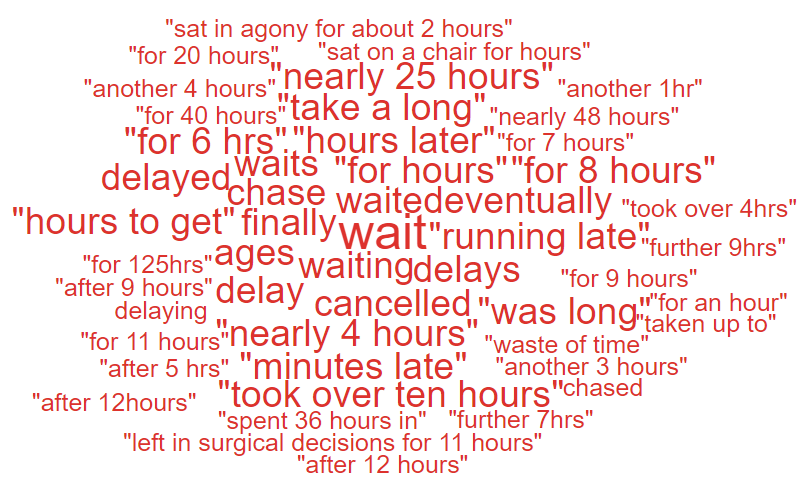 "sat in agony for about 2 hours"
"for 20 hours" "sat on a chair for hours"
"another 4 hours" "nearly 25 hours" "another 1hr"
"for 40 hours" "take a long" "nearly 48 hours"
"for 6 hrs". "hours later" "for 7 hours"
delayed waits "for hours" "for 8 hours"
chase waited eventually "took over 4hrs"
"hours to get" finally wait "running late" "further 9hrs"
"for 125hrs" ages waiting delays "for 9 hours"
"after 9 hours" delay cancelled "was long" "for an hour"
delaying "taken up to"
"for 11 hours" "nearly 4 hours" "waste of time"
"after 5 hrs" "minutes late" "another 3 hours"
"after 12hours" "took over ten hours" chased
"spent 36 hours in" "further 7hrs"
"left in surgical decisions for 11 hours"
"after 12 hours"